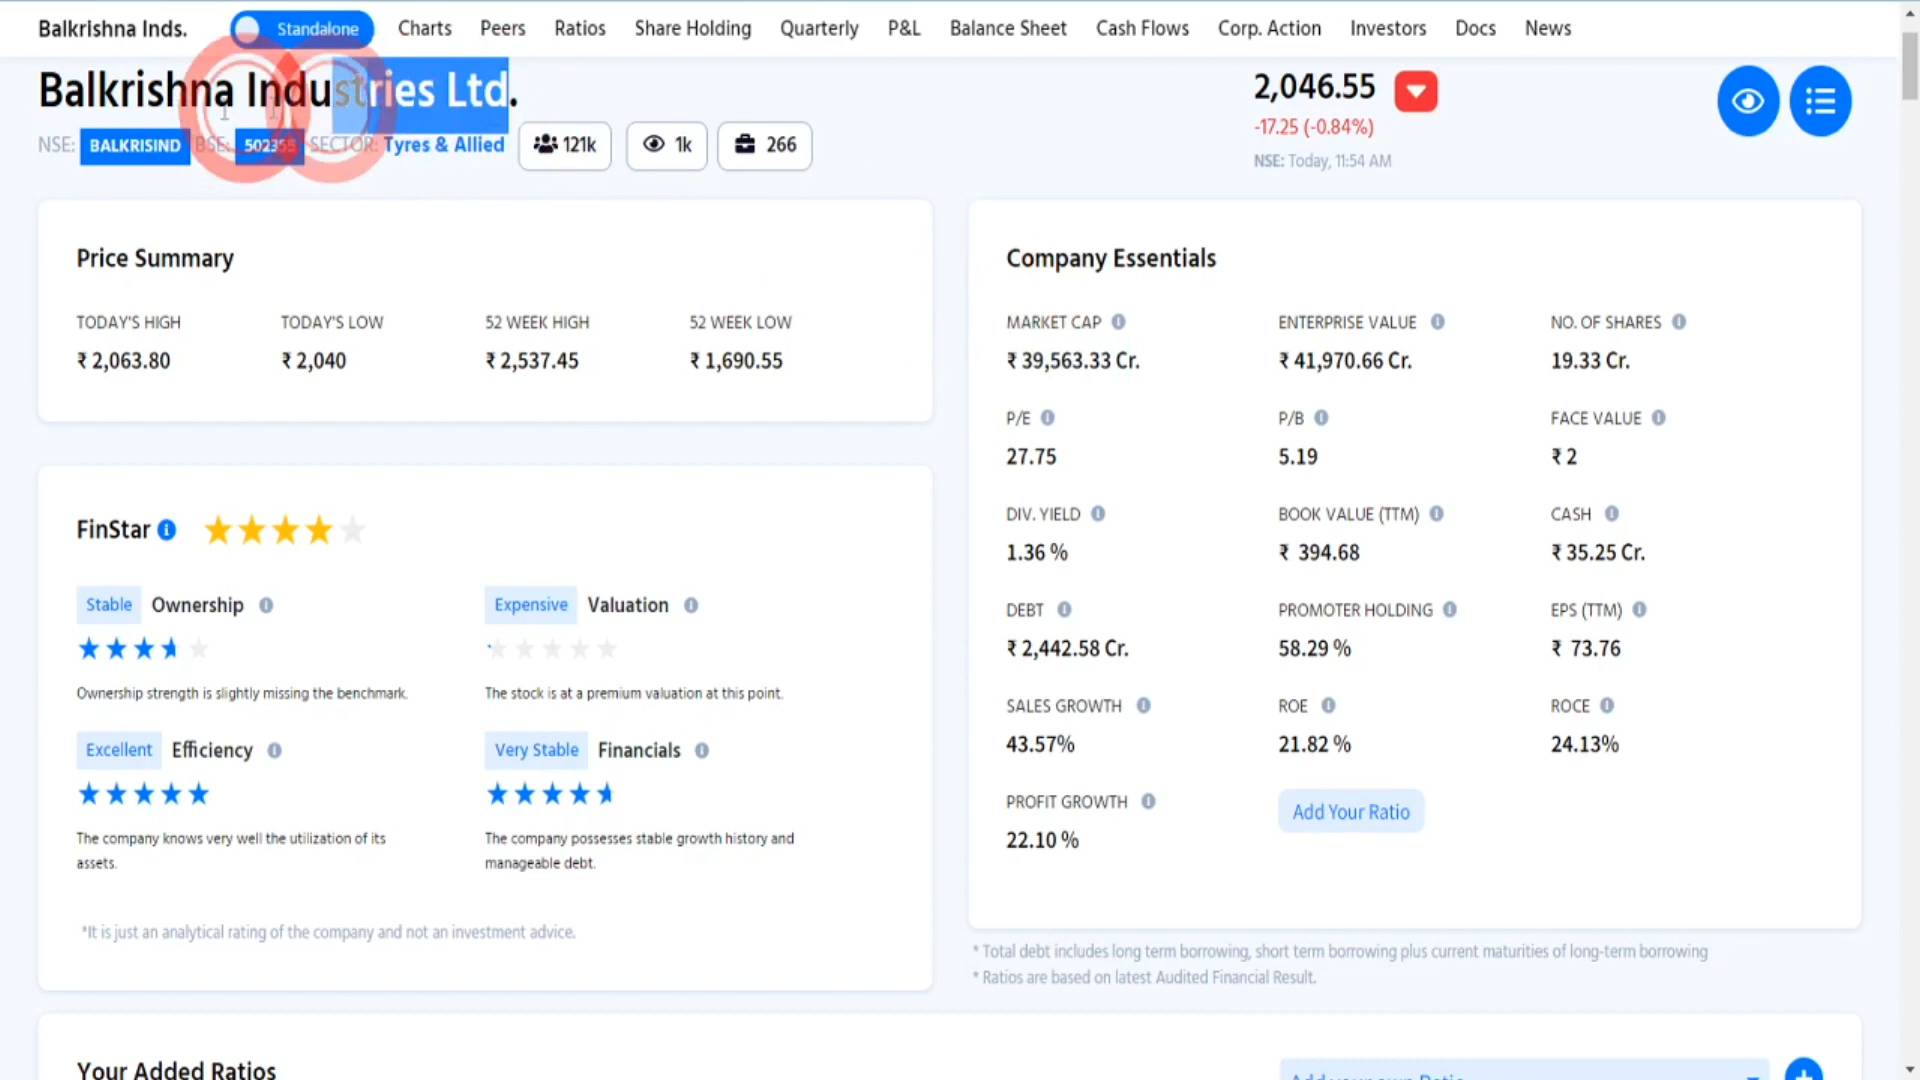 Balkrishna Inds. Standalone Charts Peers Ratios Share Holding Quarterly P&L Balance Sheet Cash Flows Corp. Action Investors Docs News
Balkrishna Industries Ltd.
NSE: BALKRISIND BSE: 502355 SECTOR: Tyres & Allied 121k 1k 266
2,046.55
-17.25 (-0.84%)
NSE: Today, 11:54 AM
Price Summary
TODAY'S HIGH TODAY'S LOW 52 WEEK HIGH 52 WEEK LOW
₹ 2,063.80 ₹ 2,040 ₹ 2,537.45 ₹ 1,690.55
FinStar
Stable Ownership Expensive Valuation
Ownership strength is slightly missing the benchmark. The stock is at a premium valuation at this point.
Excellent Efficiency Very Stable Financials
The company knows very well the utilization of its
assets.
The company possesses stable growth history and
manageable debt.
*It is just an analytical rating of the company and not an investment advice.
Company Essentials
MARKET CAP ENTERPRISE VALUE NO. OF SHARES
₹ 39,563.33 Cr. ₹ 41,970.66 Cr. 19.33 Cr.
P/E P/B FACE VALUE
27.75 5.19 ₹ 2
DIV. YIELD BOOK VALUE (TTM) CASH
1.36 % ₹ 394.68 ₹ 35.25 Cr.
DEBT PROMOTER HOLDING EPS (TTM)
₹ 2,442.58 Cr. 58.29 % ₹ 73.76
SALES GROWTH ROE ROCE
43.57% 21.82 % 24.13%
PROFIT GROWTH Add Your Ratio
22.10 %
* Total debt includes long term borrowing, short term borrowing plus current maturities of long-term borrowing
* Ratios are based on latest Audited Financial Result.
Your Added Ratios
Add your own Ratio